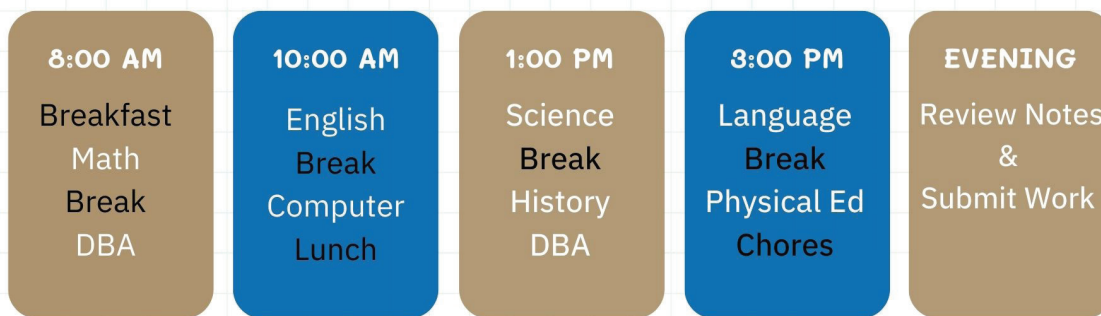 8:00 AM
Breakfast
Math
Break
DBA
10:00 AM
English
Break
Computer
Lunch
1:00 PM
Science
Break
History
DBA
3:00 PM
Language
Break
Physical Ed
Chores
EVENING
Review Notes
&
Submit Work